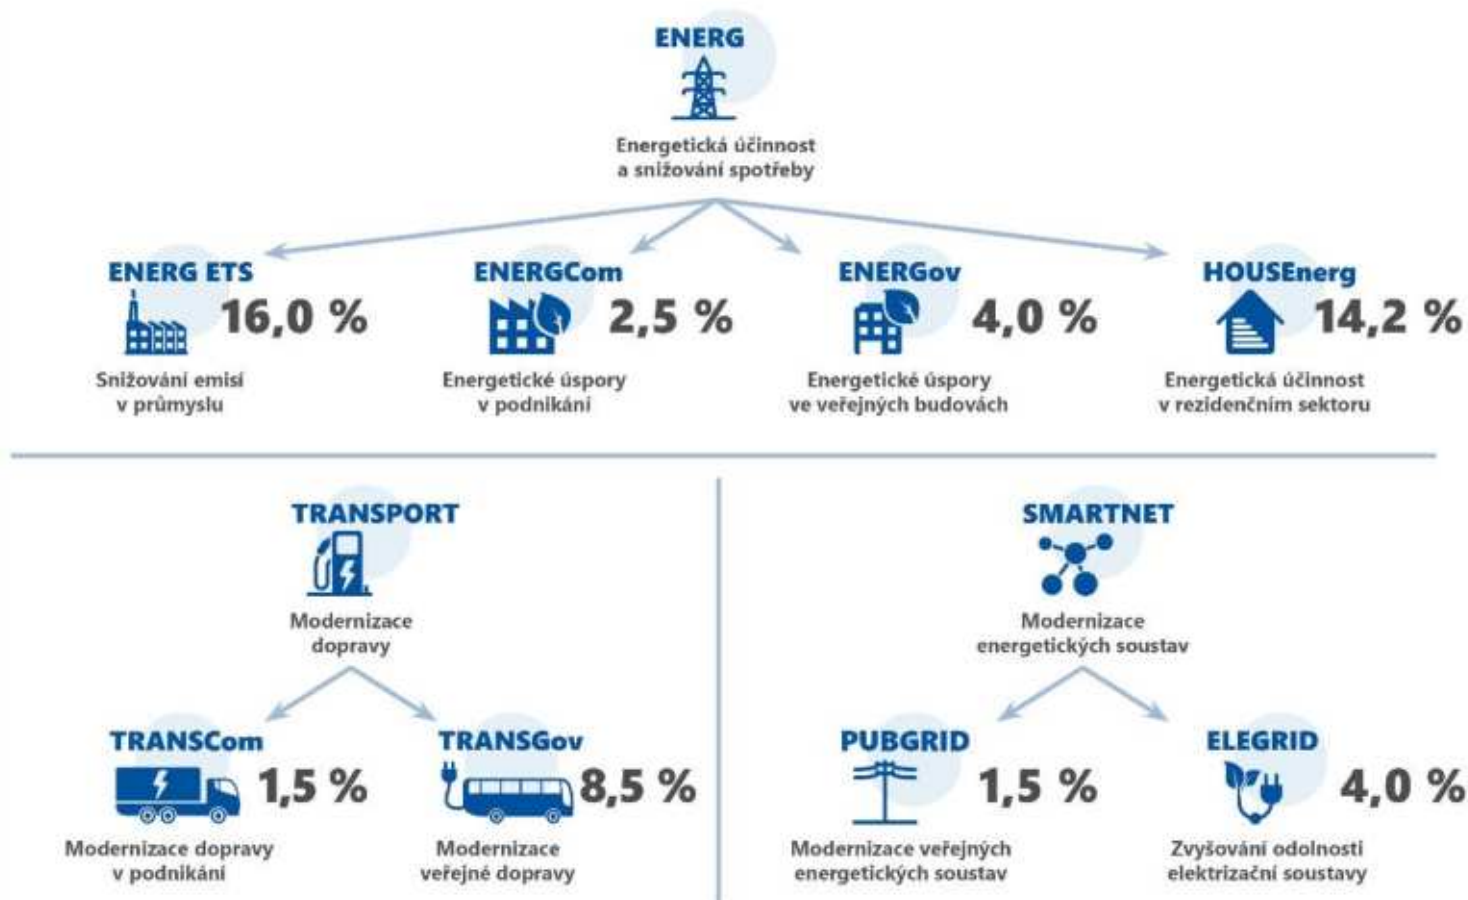 ENERG
Energetická účinnost
a snižování spotřeby
ENERG ETS
16,0 %
Snižování emisí
v průmyslu
ENERGCom
2,5 %
Energetické úspory
v podnikání
ENERGov
4,0 %
Energetické úspory
ve veřejných budovách
HOUSEnerg
14,2 %
Energetická účinnost
v rezidenčním sektoru
TRANSPORT
Modernizace
dopravy
TRANSCom
1,5 %
Modernizace dopravy
v podnikání
TRANSGov
8,5 %
Modernizace
veřejné dopravy
SMARTNET
Modernizace
energetických soustav
PUBGRID
1,5 %
Modernizace veřejných
energetických soustav
ELEGRID
4,0 %
Zvyšování odolnosti
elektrizační soustavy